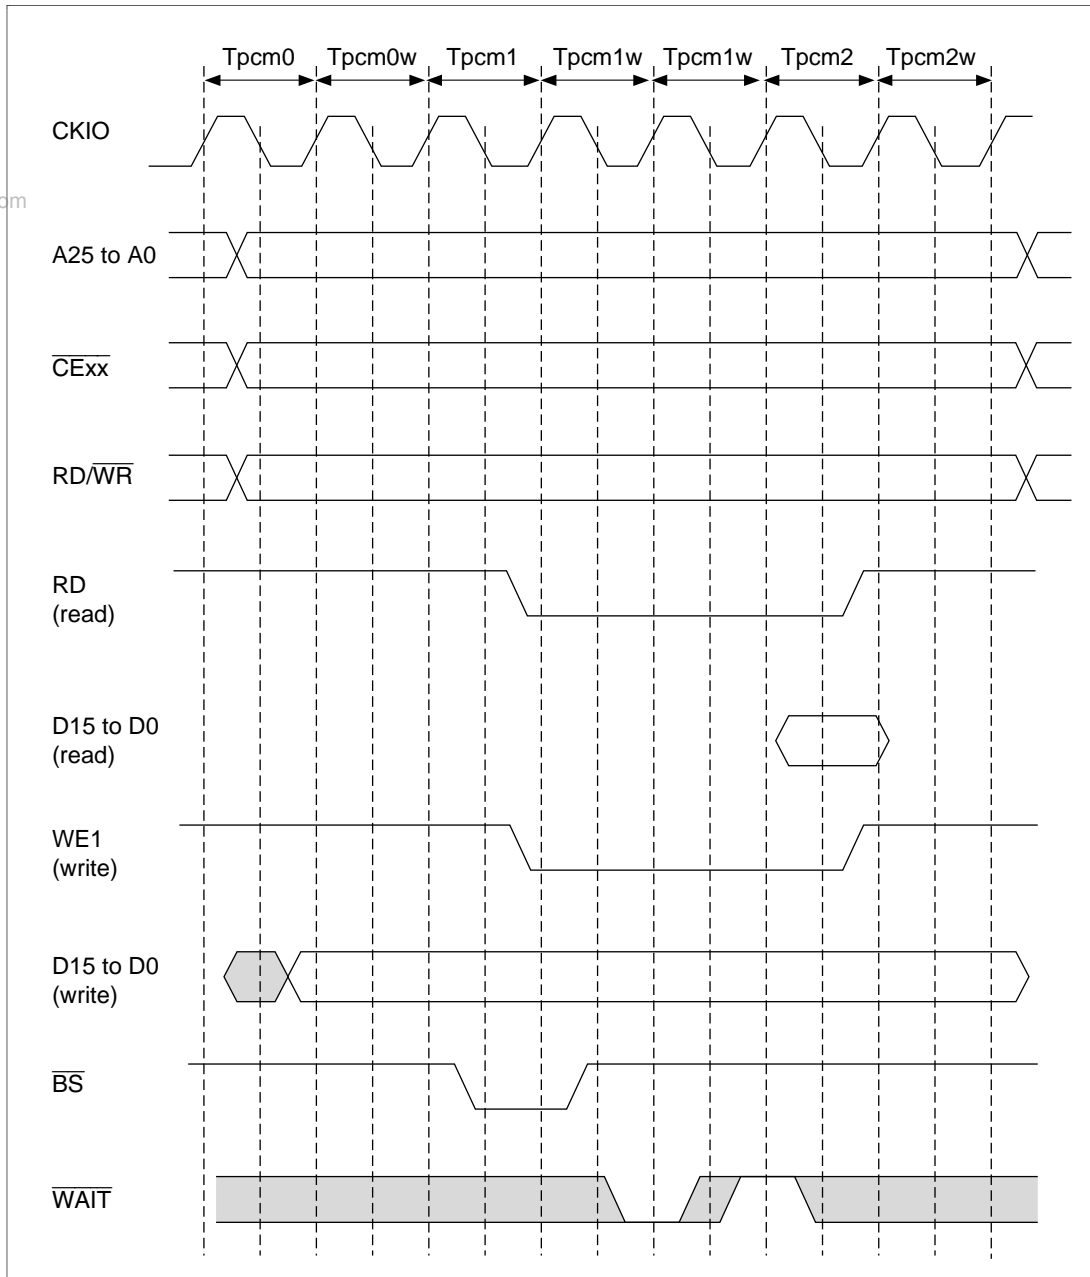 Tpcm0 Tpcm0w Tpcm1 Tpcm1w Tpcm1w Tpcm2 Tpcm2w
CKIO
om
A25 to A0
CExx
RD/WR
RD
(read)
D15 to D0
(read)
WE1
(write)
D15 to D0
(write)
BS
WAIT